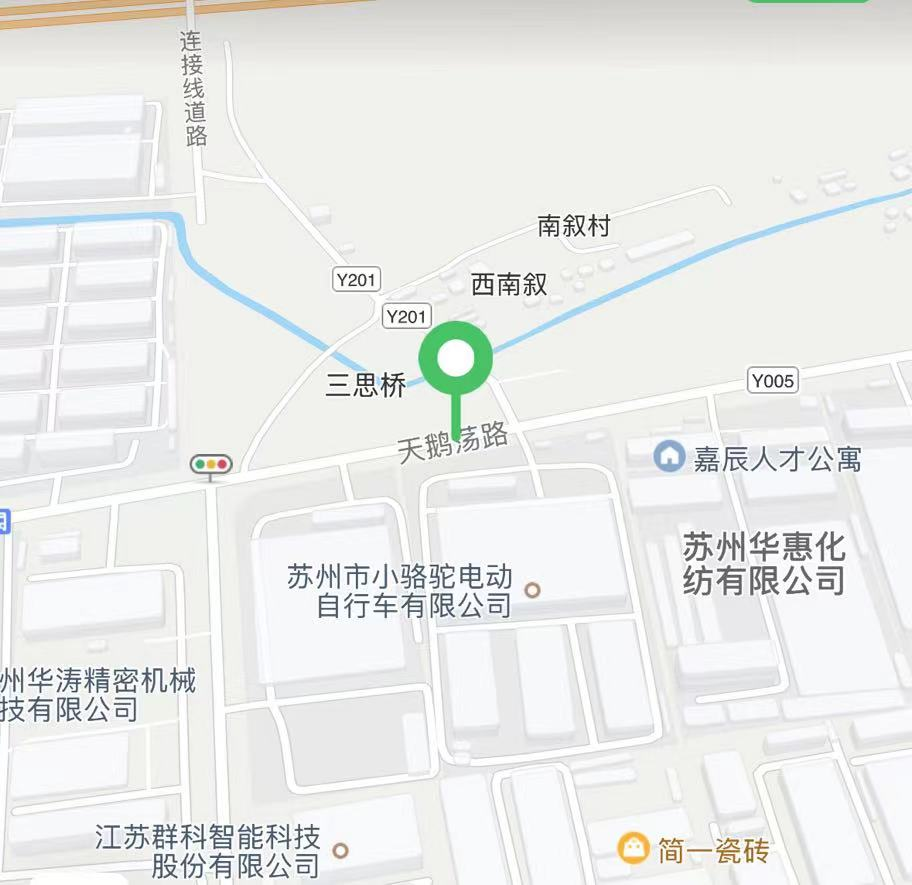 连接线道路
南叙村
Y201
西南叙
Y201
三思桥
Y005
天鹅荡路
嘉辰人才公寓
苏州华惠化
纺有限公司
苏州市小骆驼电动
自行车有限公司
州华涛精密机械
技有限公司
江苏群科智能科技
股份有限公司
简一瓷砖